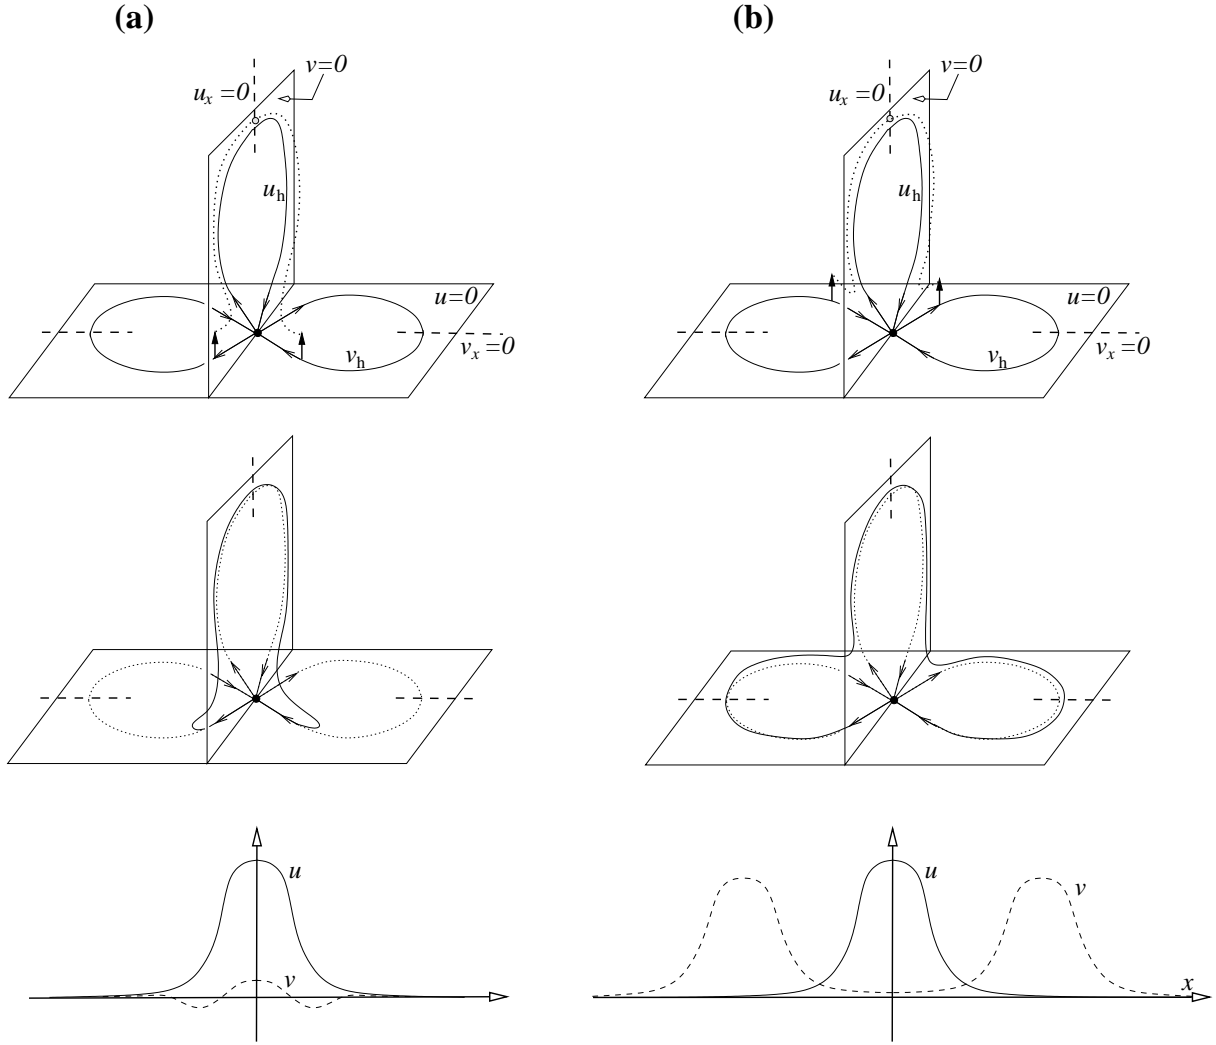 (a)
(b)
v=0
u_x =0
u_h
u=0
v_h
v_x =0
v=0
u_x =0
u_h
u=0
v_h
v_x =0
u
v
u
v
x